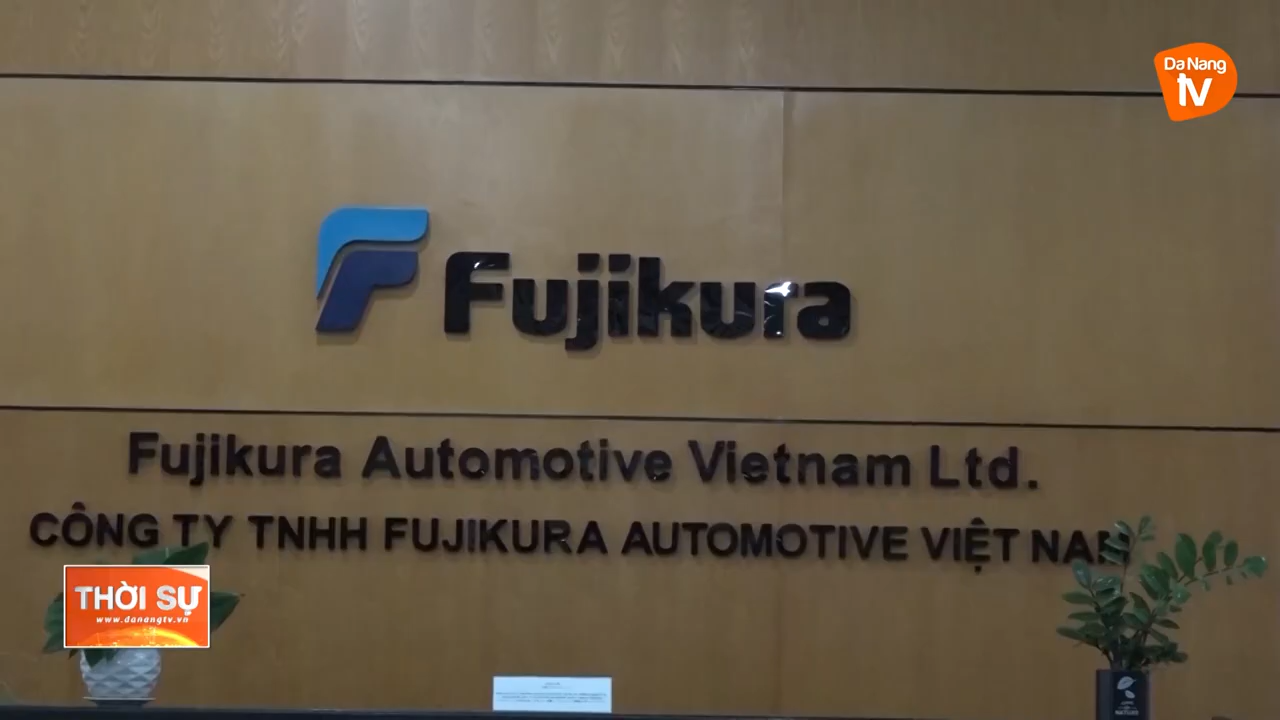 Da Nang
tv
Fujikura
Fujikura Automotive Vietnam Ltd.
CÔNG TY TNHH FUJIKURA AUTOMOTIVE VIỆT NAM
THỜI SỰ
www.danangtv.vn